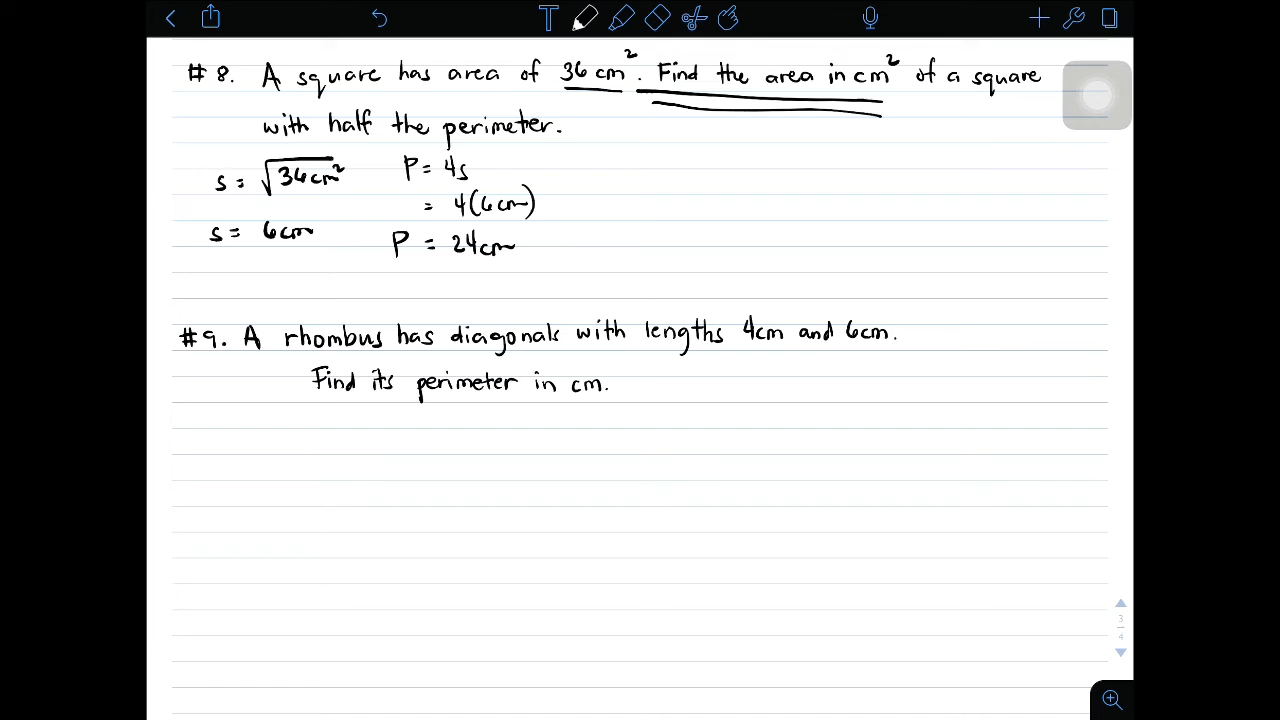 # 8. A square has area of 36 cm². Find the area in cm² of a square
with half the perimeter.
s = √36cm² P = 4s
= 4(6cm)
s = 6cm P = 24cm
#9. A rhombus has diagonals with lengths 4cm and 6cm.
Find its perimeter in cm.
3
4